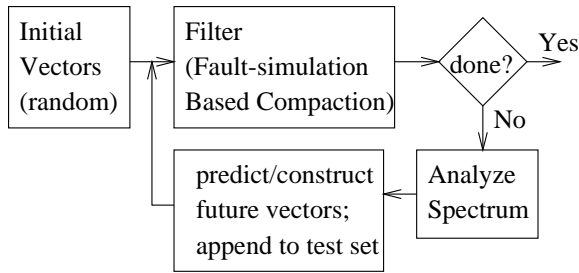 Initial
Vectors
(random)
Filter
(Fault-simulation
Based Compaction)
done?
Yes
No
Analyze
Spectrum
predict/construct
future vectors;
append to test set